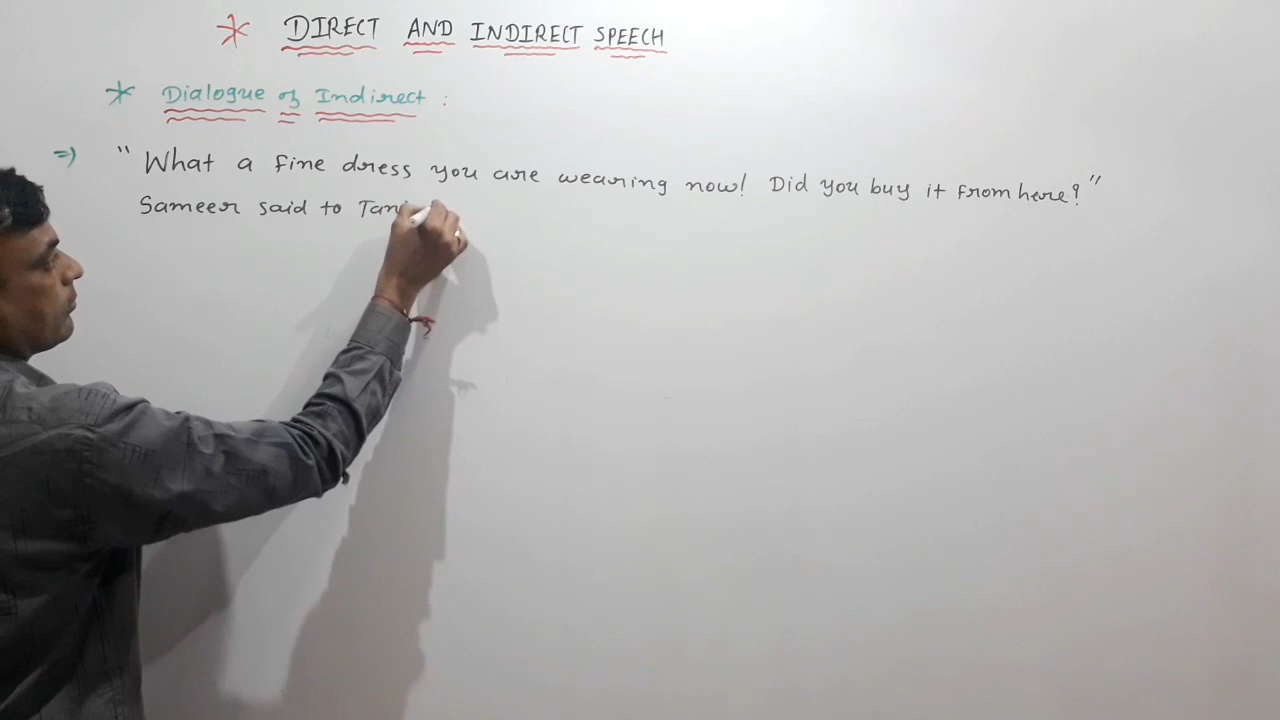 * DIRECT AND INDIRECT SPEECH
* Dialogue of Indirect :
⇒ "What a fine dress you are wearing now! Did you buy it from here?"
Sameer said to